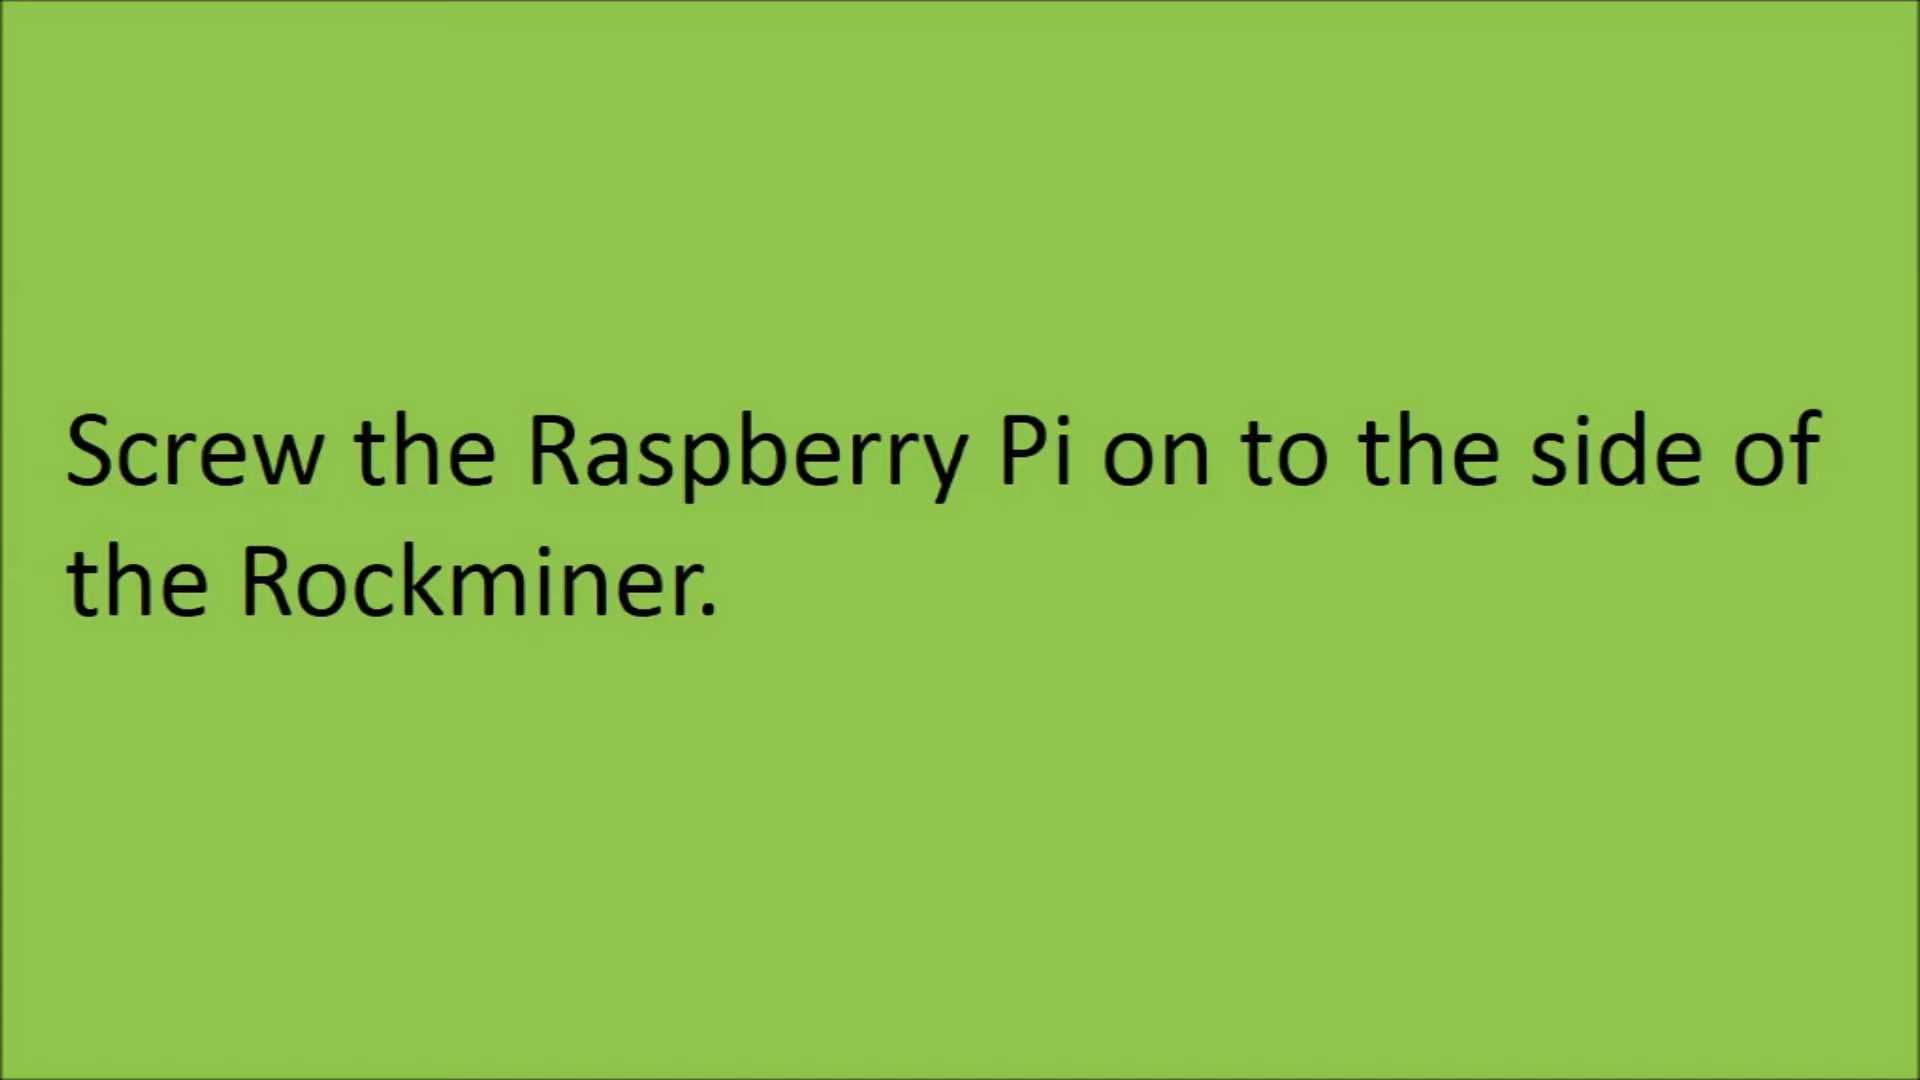 Screw the Raspberry Pi on to the side of
the Rockminer.